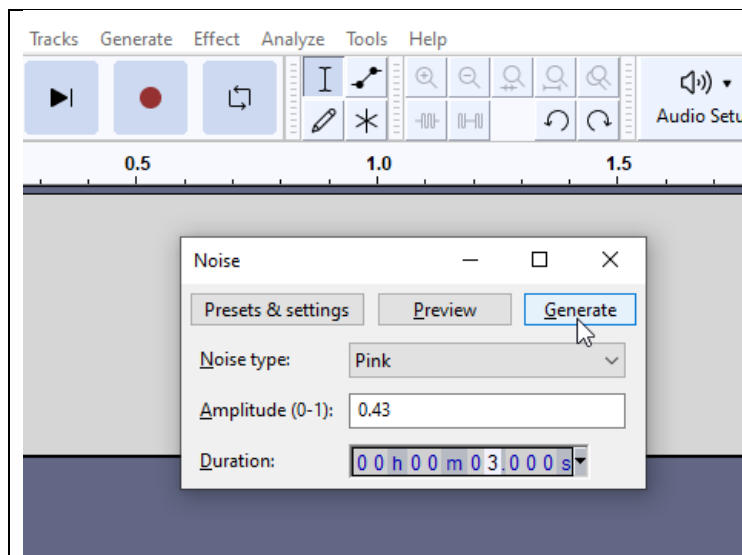 Tracks Generate Effect Analyze Tools Help
Audio Setu
0.5 1.0 1.5
Noise
Presets & settings Preview Generate
Noise type: Pink
Amplitude (0-1): 0.43
Duration: 00h00m03.000s